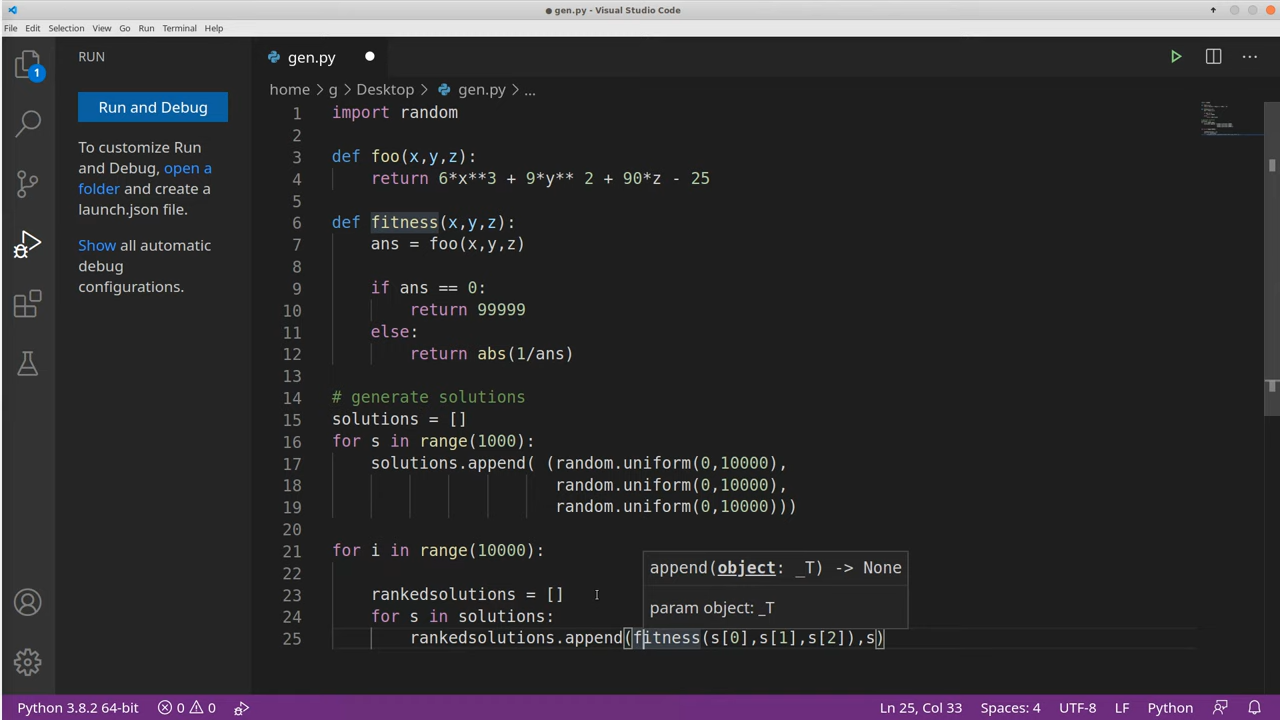 ● gen.py - Visual Studio Code
File Edit Selection View Go Run Terminal Help
RUN
gen.py ●
Run and Debug
To customize Run
and Debug, open a
folder and create a
launch.json file.
Show all automatic
debug
configurations.
1
home > g > Desktop > gen.py > ...
1 import random
2
3 def foo(x,y,z):
4     return 6*x**3 + 9*y** 2 + 90*z - 25
5
6 def fitness(x,y,z):
7     ans = foo(x,y,z)
8
9     if ans == 0:
10         return 99999
11     else:
12         return abs(1/ans)
13
14 # generate solutions
15 solutions = []
16 for s in range(1000):
17     solutions.append( (random.uniform(0,10000),
18                        random.uniform(0,10000),
19                        random.uniform(0,10000)))
20
21 for i in range(10000):
22
23     rankedsolutions = []
24     for s in solutions:
25         rankedsolutions.append(fitness(s[0],s[1],s[2]),s)
append(object: _T) -> None
param object: _T
Python 3.8.2 64-bit 0 0 Ln 25, Col 33 Spaces: 4 UTF-8 LF Python